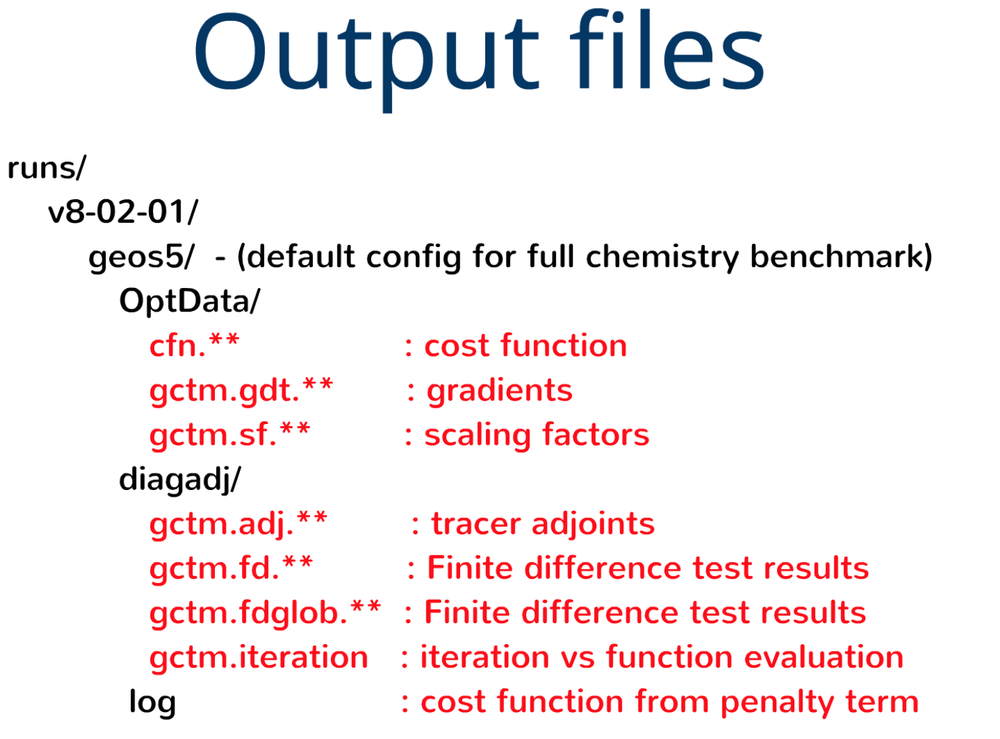 Output files
runs/
v8-02-01/
geos5/ - (default config for full chemistry benchmark)
OptData/
cfn.** : cost function
gctm.gdt.** : gradients
gctm.sf.** : scaling factors
diagadj/
gctm.adj.** : tracer adjoints
gctm.fd.** : Finite difference test results
gctm.fdglob.** : Finite difference test results
gctm.iteration : iteration vs function evaluation
log : cost function from penalty term